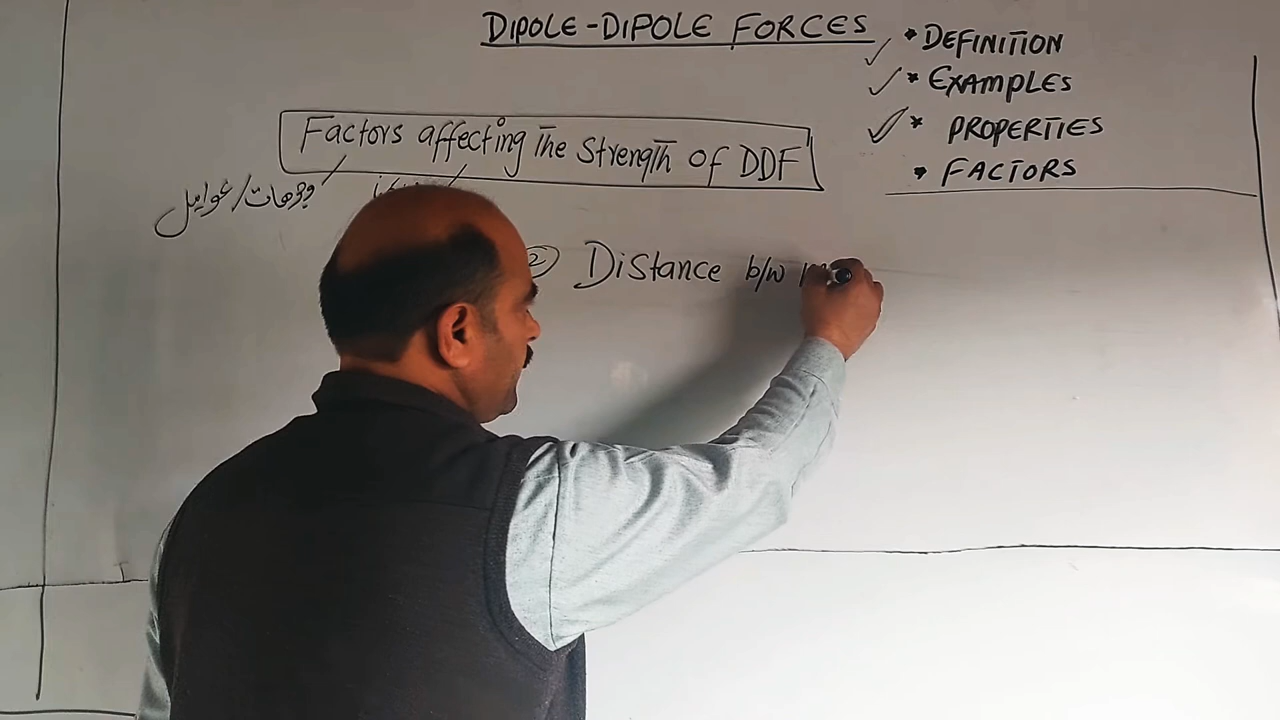 DIPOLE-DIPOLE FORCES
* DEFINITION
* EXAMPLES
* PROPERTIES
* FACTORS
Factors affecting The Strength of DDF
وجوہات/عوامل
② Distance b/w